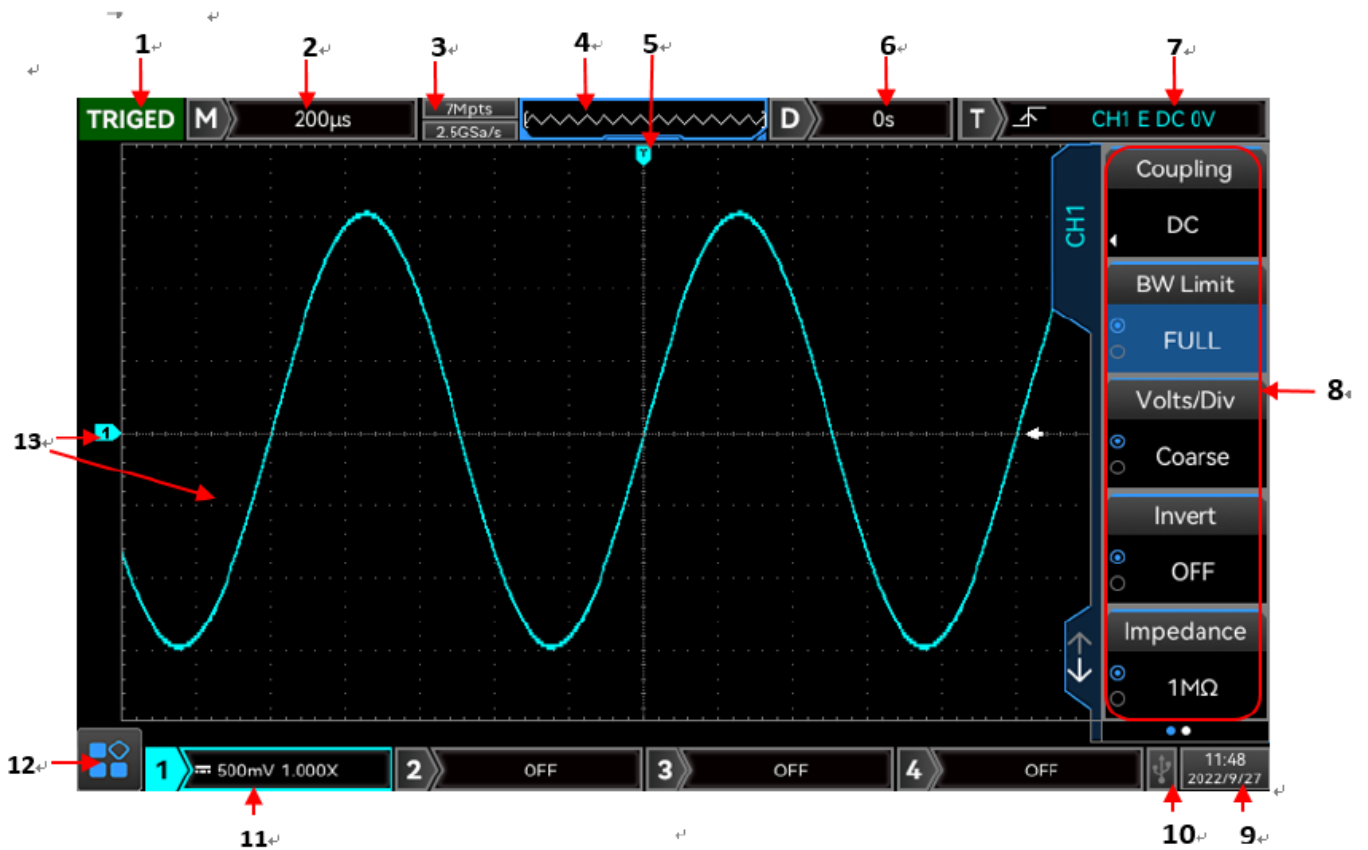 1 2 3 4 5 6 7
TRIGED M 200μs 7Mpts D 0s T CH1 E DC 0V
2.5GSa/s
T
Coupling
CH1
DC
BW Limit
FULL
Volts/Div
8
1
13
Coarse
Invert
OFF
Impedance
1MΩ
12
1 500mV 1.000X 2 OFF 3 OFF 4 OFF 11:48
2022/9/27
11 10 9